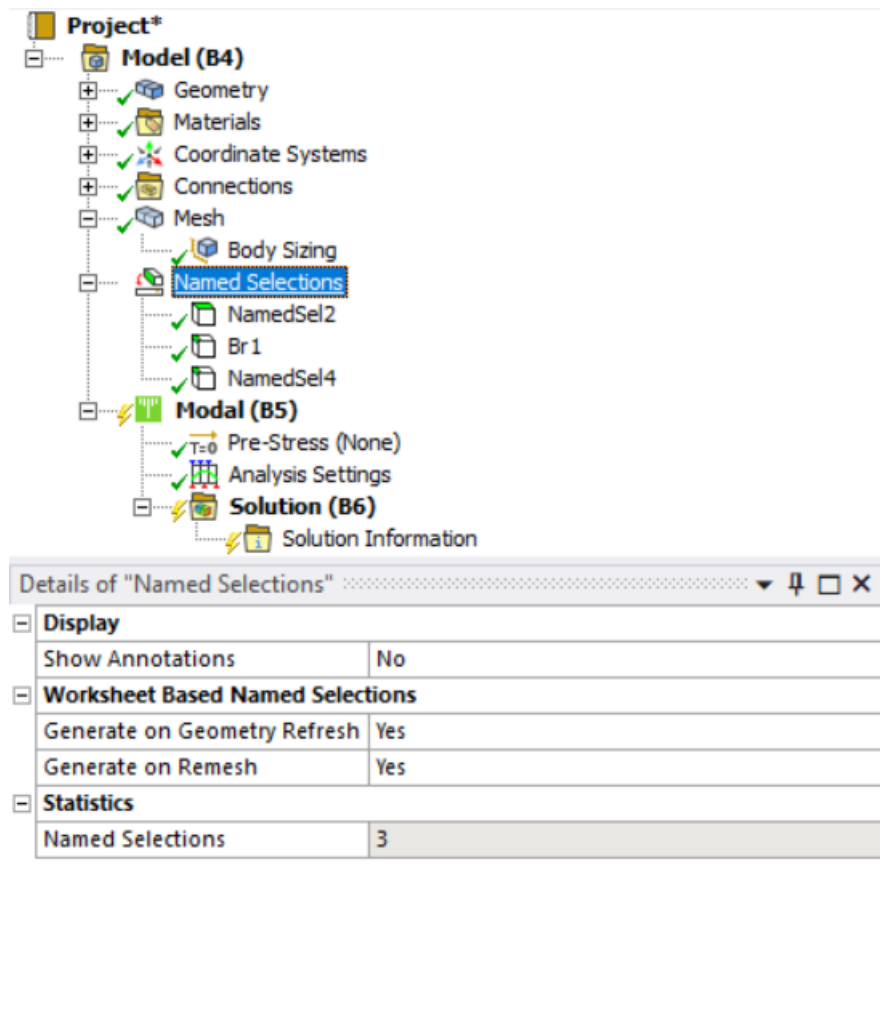 Project*
Model (B4)
Geometry
Materials
Coordinate Systems
Connections
Mesh
Body Sizing
Named Selections
NamedSel2
Br1
NamedSel4
Modal (B5)
T=0 Pre-Stress (None)
Analysis Settings
Solution (B6)
i Solution Information
Details of "Named Selections"
Display
Show Annotations No
Worksheet Based Named Selections
Generate on Geometry Refresh Yes
Generate on Remesh Yes
Statistics
Named Selections 3